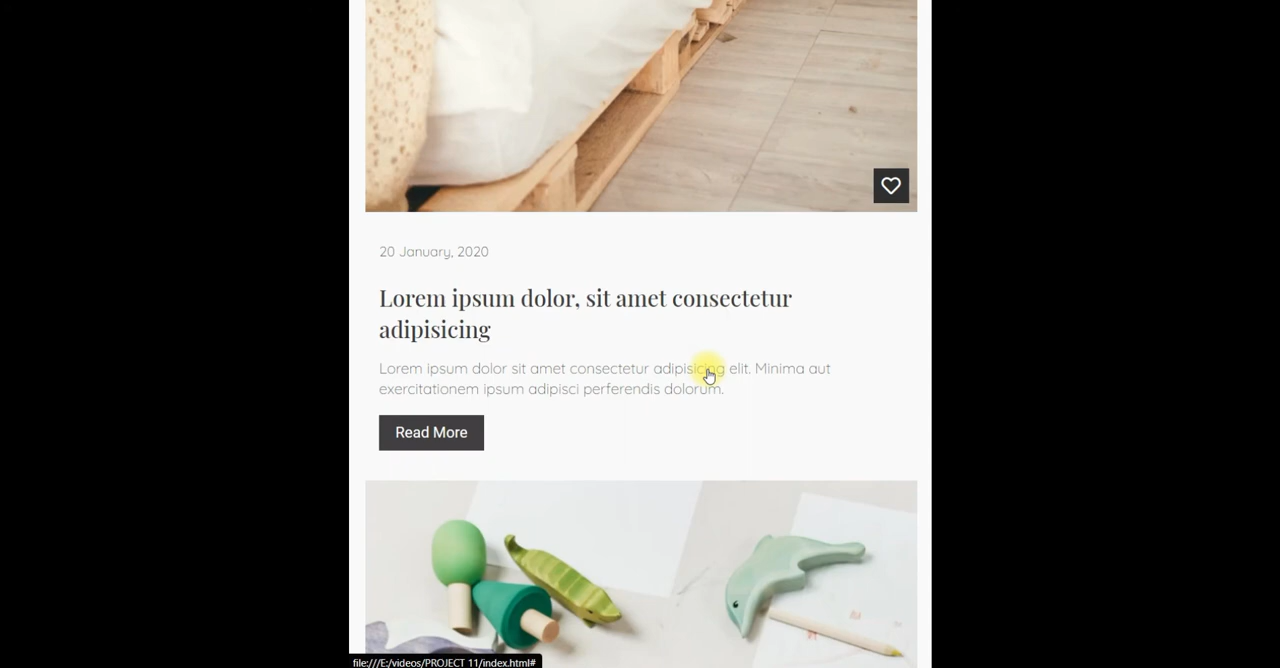 20 January, 2020
Lorem ipsum dolor, sit amet consectetur
adipisicing
Lorem ipsum dolor sit amet consectetur adipisicing elit. Minima aut
exercitationem ipsum adipisci perferendis dolorum.
Read More
file:///E:/videos/PROJECT 11/index.html#